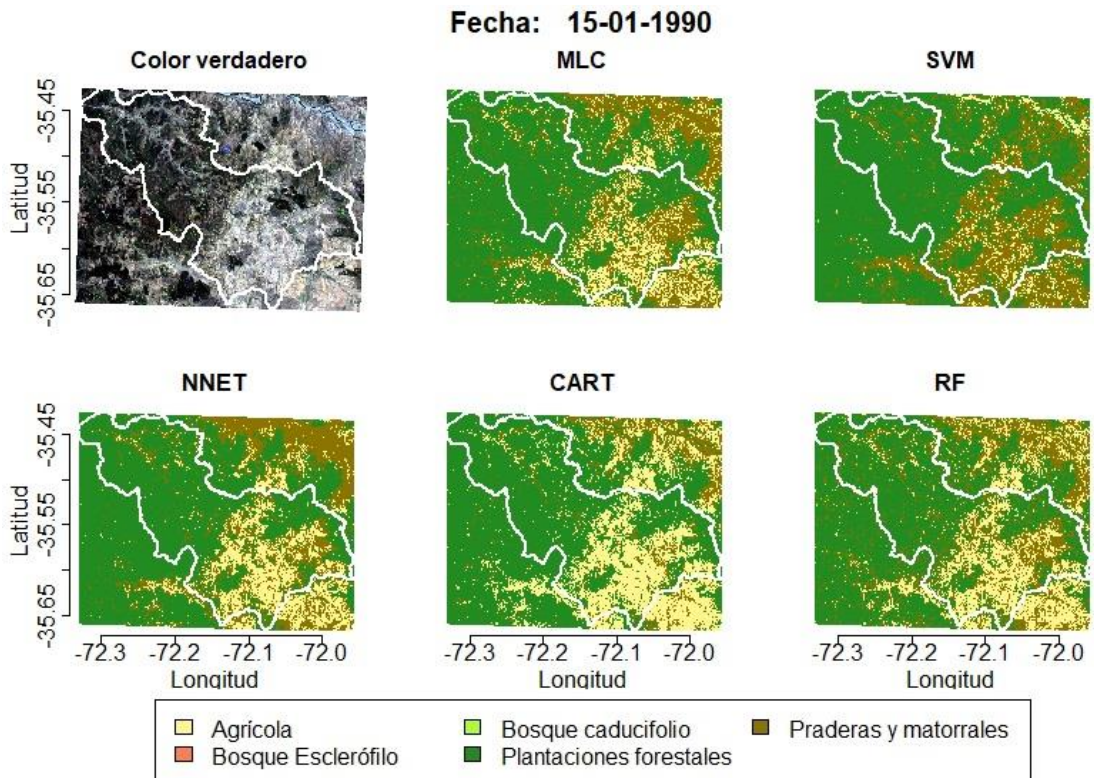 Fecha: 15-01-1990
Color verdadero
MLC
SVM
Latitud
-35.45
-35.55
-35.65
NNET
CART
RF
Latitud
-35.45
-35.55
-35.65
-72.3 -72.2 -72.1 -72.0
-72.3 -72.2 -72.1 -72.0
-72.3 -72.2 -72.1 -72.0
Longitud
Longitud
Longitud
Agrícola
Bosque Esclerófilo
Bosque caducifolio
Plantaciones forestales
Praderas y matorrales